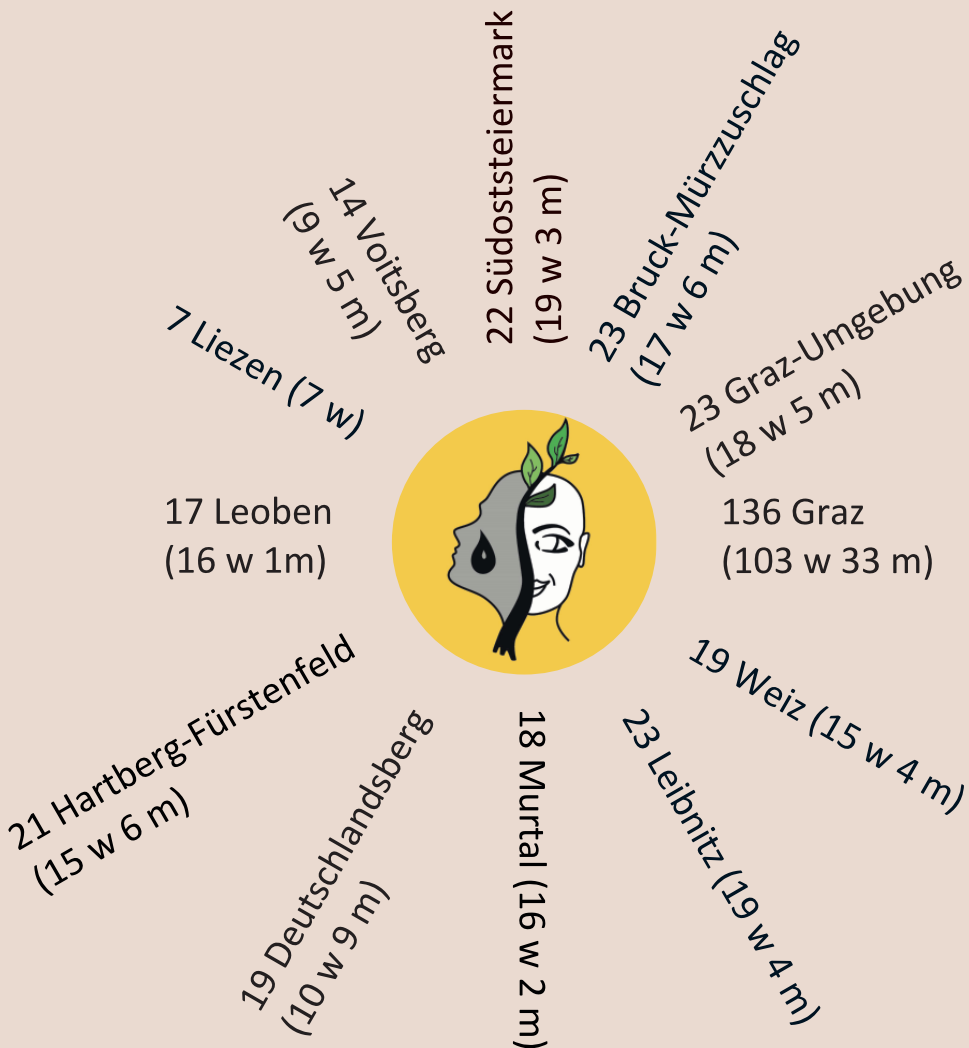 22 Südoststeiermark
(19 w 3 m)
23 Bruck-Mürzzuschlag
(17 w 6 m)
23 Graz-Umgebung
(18 w 5 m)
136 Graz
(103 w 33 m)
19 Weiz (15 w 4 m)
23 Leibnitz (19 w 4 m)
18 Murtal (16 w 2 m)
19 Deutschlandsberg
(10 w 9 m)
21 Hartberg-Fürstenfeld
(15 w 6 m)
17 Leoben
(16 w 1m)
7 Liezen (7 w)
14 Voitsberg
(9 w 5 m)